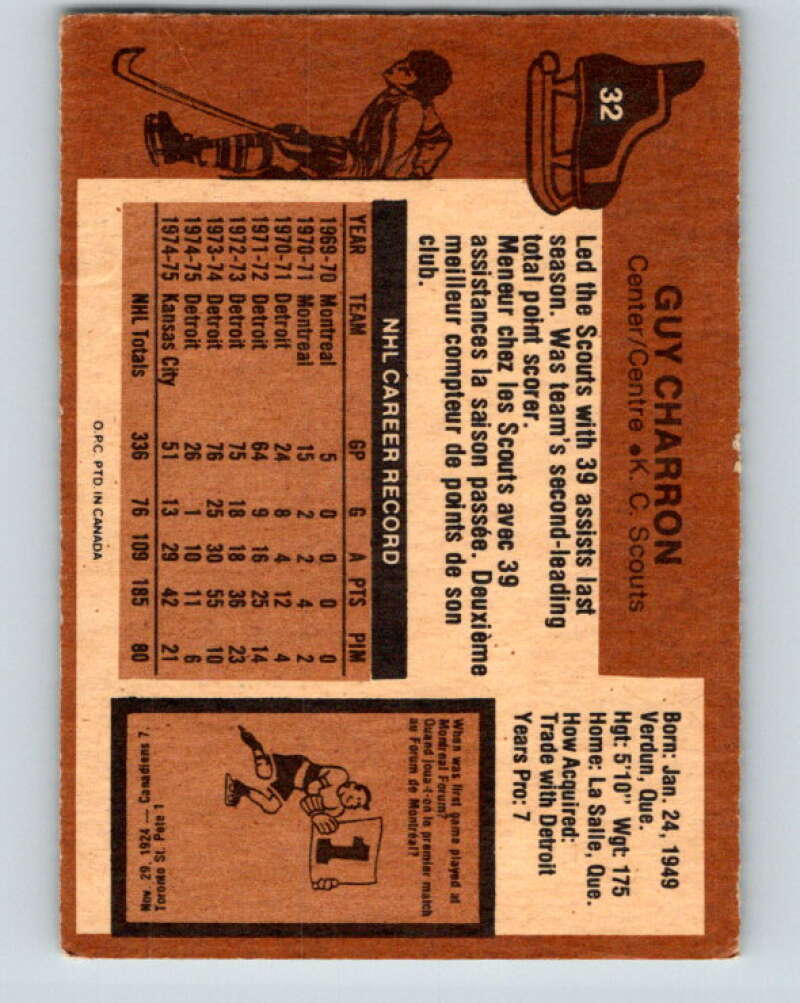 32
GUY CHARRON
Center/Centre • K. C. Scouts
Led the Scouts with 39 assists last
season. Was team's second-leading
total point scorer.
Meneur chez les Scouts avec 39
assistances la saison passée. Deuxième
meilleur compteur de points de son
club.
Born: Jan. 24, 1949
Verdun, Que.
Hgt: 5'10" Wgt: 175
Home: La Salle, Que.
How Acquired:
Trade with Detroit
Years Pro: 7
NHL CAREER RECORD
YEAR TEAM GP G A PTS PIM
1969-70 Montreal 5 0 0 0 0
1970-71 Montreal 15 2 2 4 2
1970-71 Detroit 24 8 4 12 4
1971-72 Detroit 64 9 16 25 14
1972-73 Detroit 75 18 18 36 23
1973-74 Detroit 76 25 30 55 10
1974-75 Detroit 26 1 10 11 6
1974-75 Kansas City 51 13 29 42 21
NHL Totals 336 76 109 185 80
When was first game played at
Montreal Forum?
Quand joua-t-on le premier match
au Forum de Montréal?
1
Nov. 29, 1924 — Canadiens 7,
Toronto St. Pats 1
O.P.C. PTD. IN CANADA